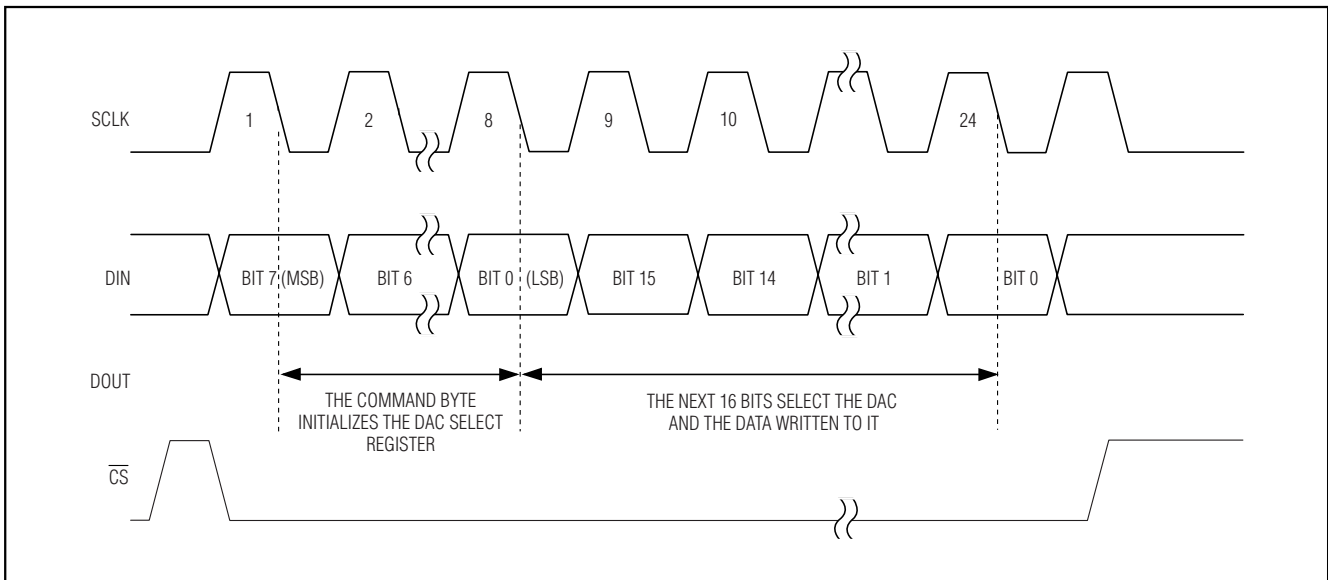 SCLK 1 2 8 9 10 24
DIN BIT 7 (MSB) BIT 6 BIT 0 (LSB) BIT 15 BIT 14 BIT 1 BIT 0
DOUT
THE COMMAND BYTE
INITIALIZES THE DAC SELECT
REGISTER
THE NEXT 16 BITS SELECT THE DAC
AND THE DATA WRITTEN TO IT
CS